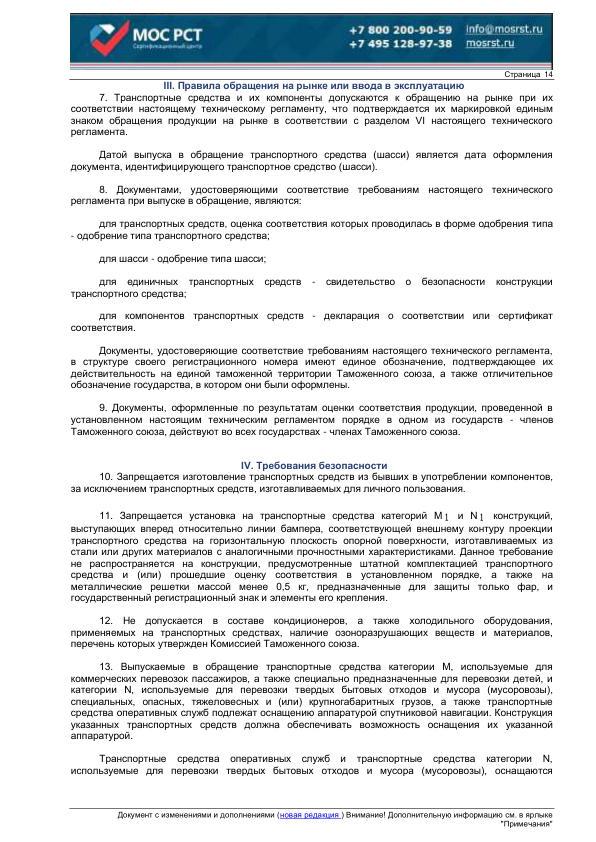 МОС РСТ
Сертификационный центр
+7 800 200-90-59 info@mosrst.ru
+7 495 128-97-38 mosrst.ru
Страница 14
III. Правила обращения на рынке или ввода в эксплуатацию
7. Транспортные средства и их компоненты допускаются к обращению на рынке при их
соответствии настоящему техническому регламенту, что подтверждается их маркировкой единым
знаком обращения продукции на рынке в соответствии с разделом VI настоящего технического
регламента.
Датой выпуска в обращение транспортного средства (шасси) является дата оформления
документа, идентифицирующего транспортное средство (шасси).
8. Документами, удостоверяющими соответствие требованиям настоящего технического
регламента при выпуске в обращение, являются:
для транспортных средств, оценка соответствия которых проводилась в форме одобрения типа
- одобрение типа транспортного средства;
для шасси - одобрение типа шасси;
для единичных транспортных средств - свидетельство о безопасности конструкции
транспортного средства;
для компонентов транспортных средств - декларация о соответствии или сертификат
соответствия.
Документы, удостоверяющие соответствие требованиям настоящего технического регламента,
в структуре своего регистрационного номера имеют единое обозначение, подтверждающее их
действительность на единой таможенной территории Таможенного союза, а также отличительное
обозначение государства, в котором они были оформлены.
9. Документы, оформленные по результатам оценки соответствия продукции, проведенной в
установленном настоящим техническим регламентом порядке в одном из государств - членов
Таможенного союза, действуют во всех государствах - членах Таможенного союза.
IV. Требования безопасности
10. Запрещается изготовление транспортных средств из бывших в употреблении компонентов,
за исключением транспортных средств, изготавливаемых для личного пользования.
11. Запрещается установка на транспортные средства категорий M1 и N1 конструкций,
выступающих вперед относительно линии бампера, соответствующей внешнему контуру проекции
транспортного средства на горизонтальную плоскость опорной поверхности, изготавливаемых из
стали или других материалов с аналогичными прочностными характеристиками. Данное требование
не распространяется на конструкции, предусмотренные штатной комплектацией транспортного
средства и (или) прошедшие оценку соответствия в установленном порядке, а также на
металлические решетки массой менее 0,5 кг, предназначенные для защиты только фар, и
государственный регистрационный знак и элементы его крепления.
12. Не допускается в составе кондиционеров, а также холодильного оборудования,
применяемых на транспортных средствах, наличие озоноразрушающих веществ и материалов,
перечень которых утвержден Комиссией Таможенного союза.
13. Выпускаемые в обращение транспортные средства категории М, используемые для
коммерческих перевозок пассажиров, а также специально предназначенные для перевозки детей, и
категории N, используемые для перевозки твердых бытовых отходов и мусора (мусоровозы),
специальных, опасных, тяжеловесных и (или) крупногабаритных грузов, а также транспортные
средства оперативных служб подлежат оснащению аппаратурой спутниковой навигации. Конструкция
указанных транспортных средств должна обеспечивать возможность оснащения их указанной
аппаратурой.
Транспортные средства оперативных служб и транспортные средства категории N,
используемые для перевозки твердых бытовых отходов и мусора (мусоровозы), оснащаются
Документ с изменениями и дополнениями (новая редакция ) Внимание! Дополнительную информацию см. в ярлыке
"Примечания"